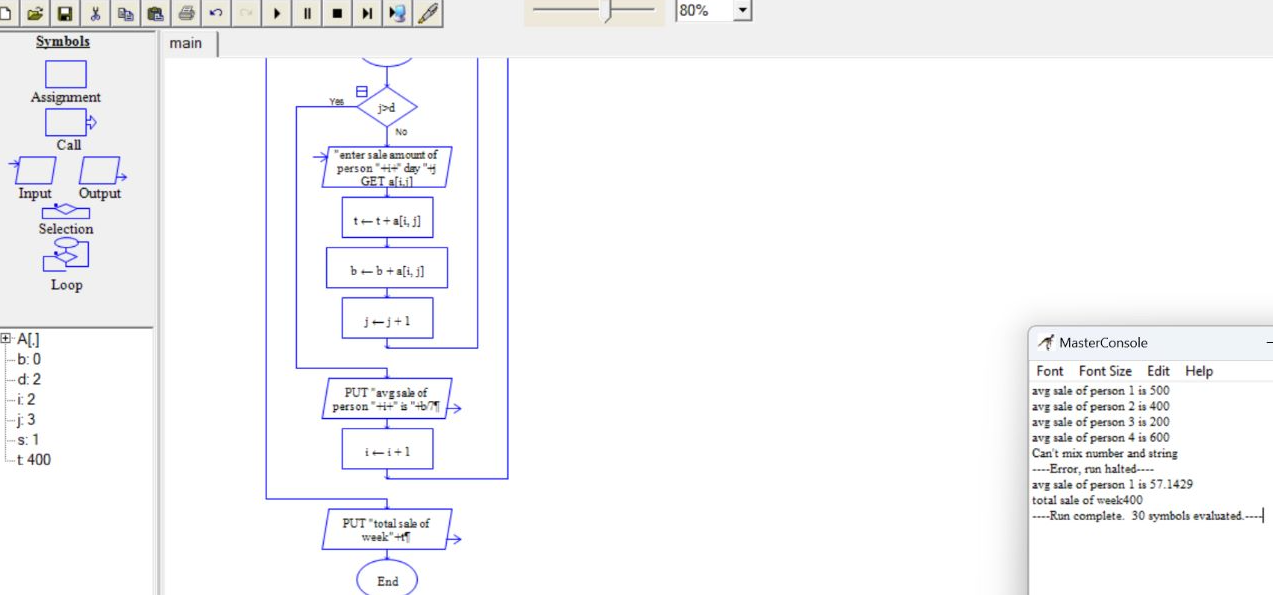 80%
Symbols
main
Assignment
Call
Input Output
Selection
Loop
Yes
j>d
No
"enter sale amount of
person "+i+" day "+j
GET a[i,j]
t ← t + a[i, j]
b ← b + a[i, j]
j ← j + 1
PUT "avg sale of
person "+i+" is "+b/7¶
i ← i + 1
PUT "total sale of
week"+t¶
End
A[,]
b: 0
d: 2
i: 2
j: 3
s: 1
t: 400
MasterConsole
Font Font Size Edit Help
avg sale of person 1 is 500
avg sale of person 2 is 400
avg sale of person 3 is 200
avg sale of person 4 is 600
Can't mix number and string
----Error, run halted----
avg sale of person 1 is 57.1429
total sale of week400
----Run complete. 30 symbols evaluated.----